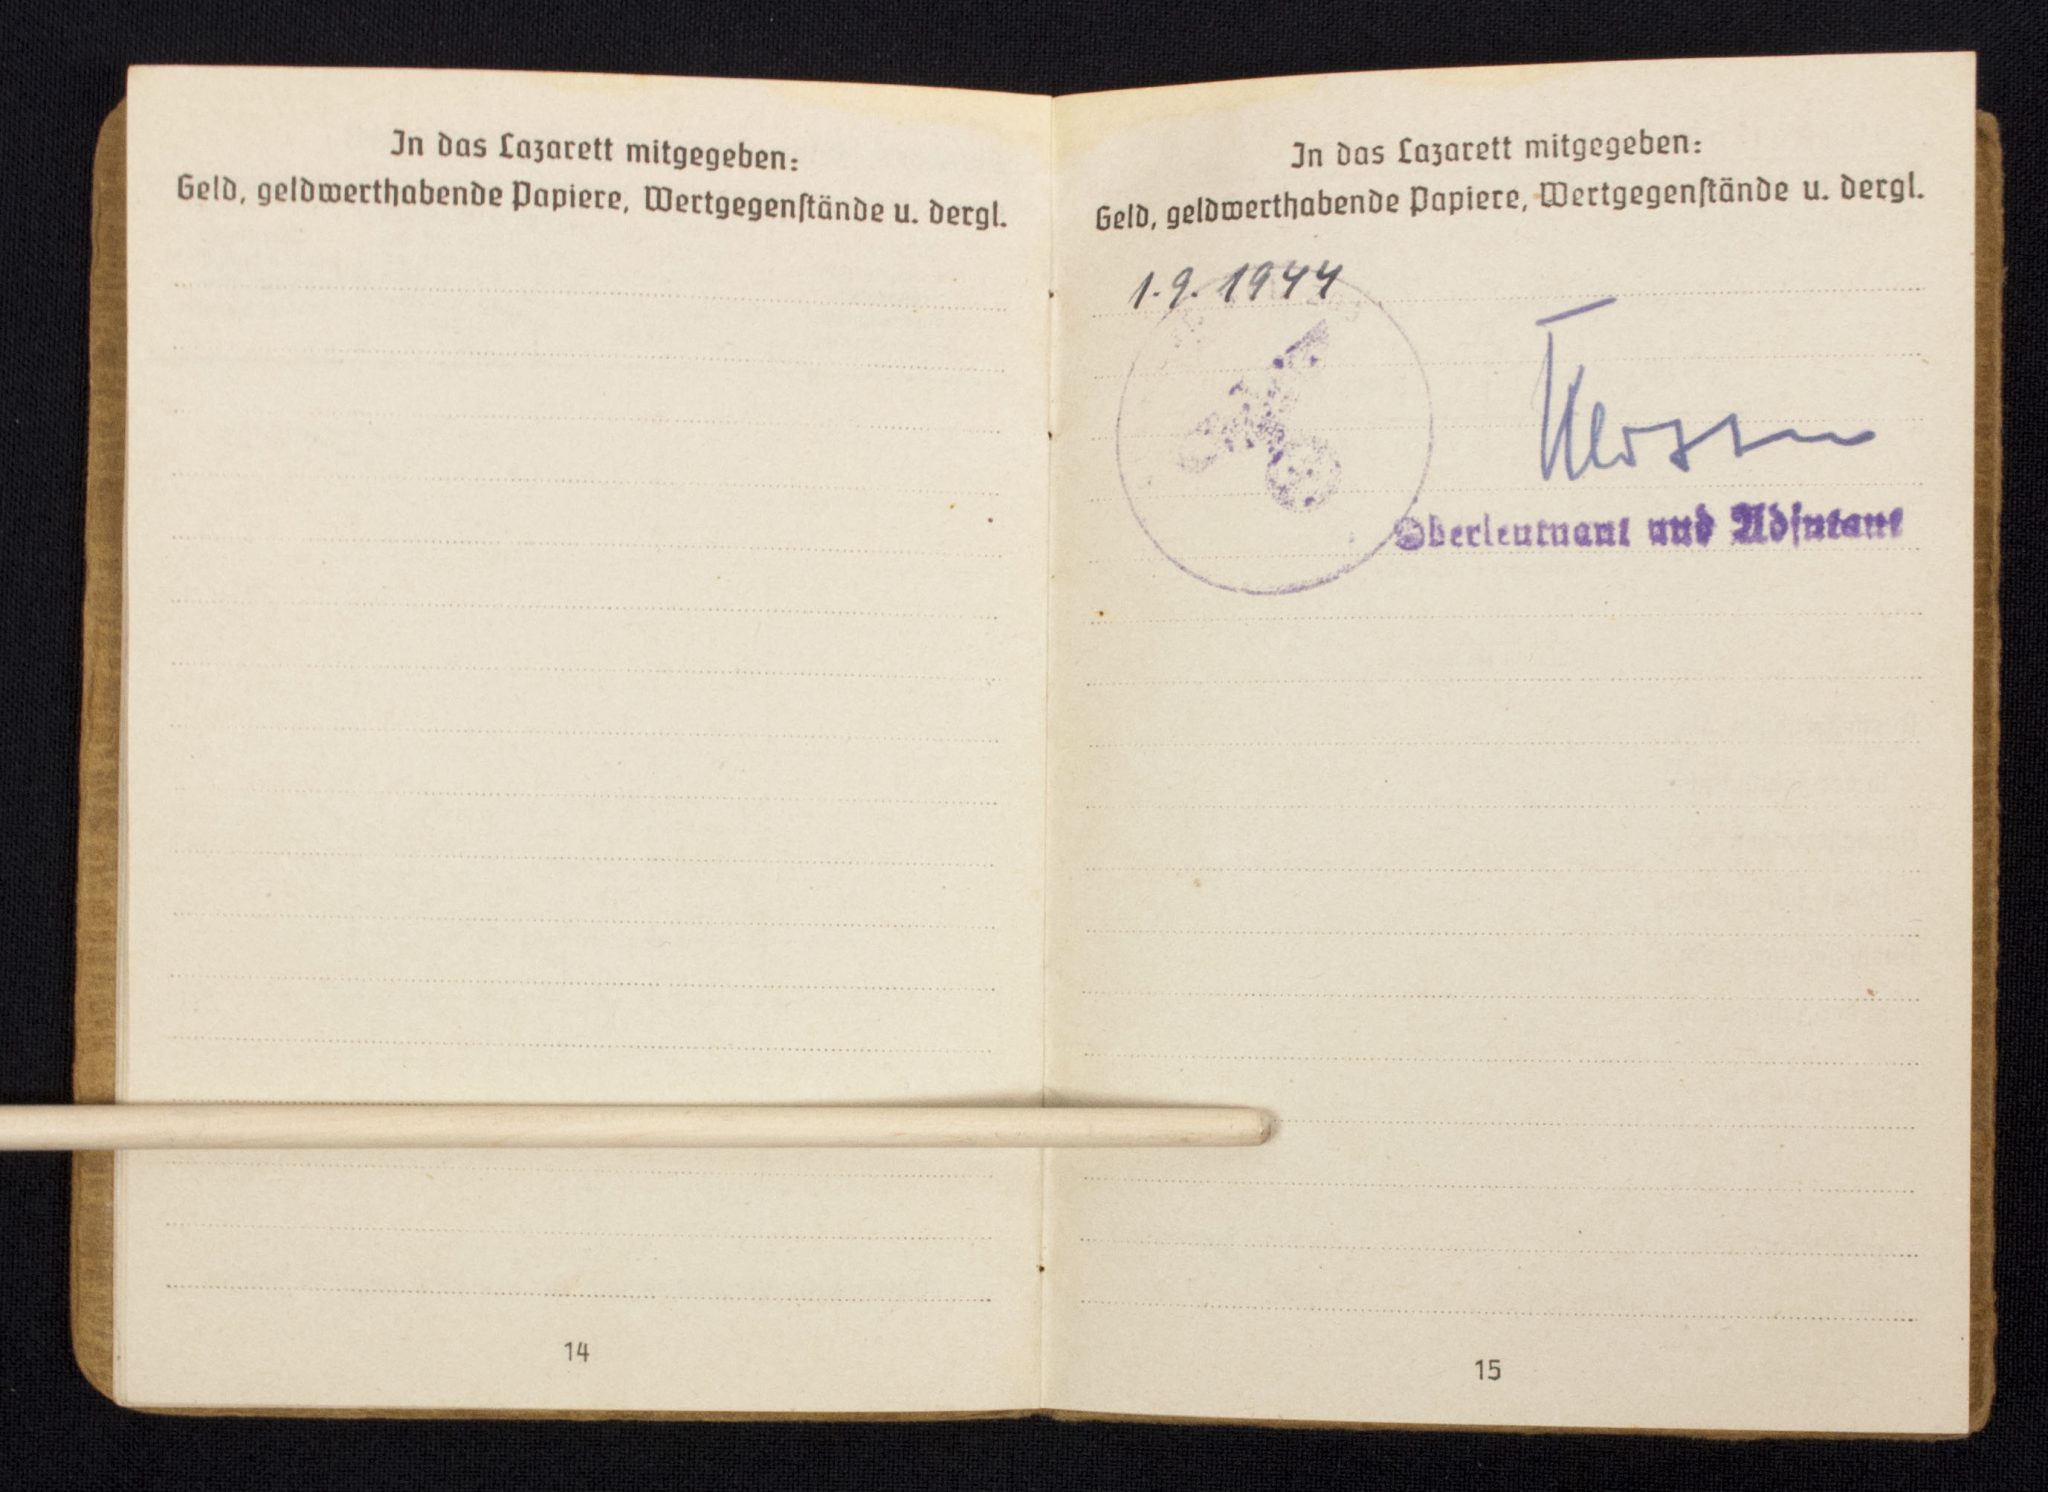 In das Lazarett mitgegeben:
Geld, geldwerthabende Papiere, Wertgegenſtände u. dergl.
14
In das Lazarett mitgegeben:
Geld, geldwerthabende Papiere, Wertgegenſtände u. dergl.
1.9.1944
Oberleutnant und Adjutant
15